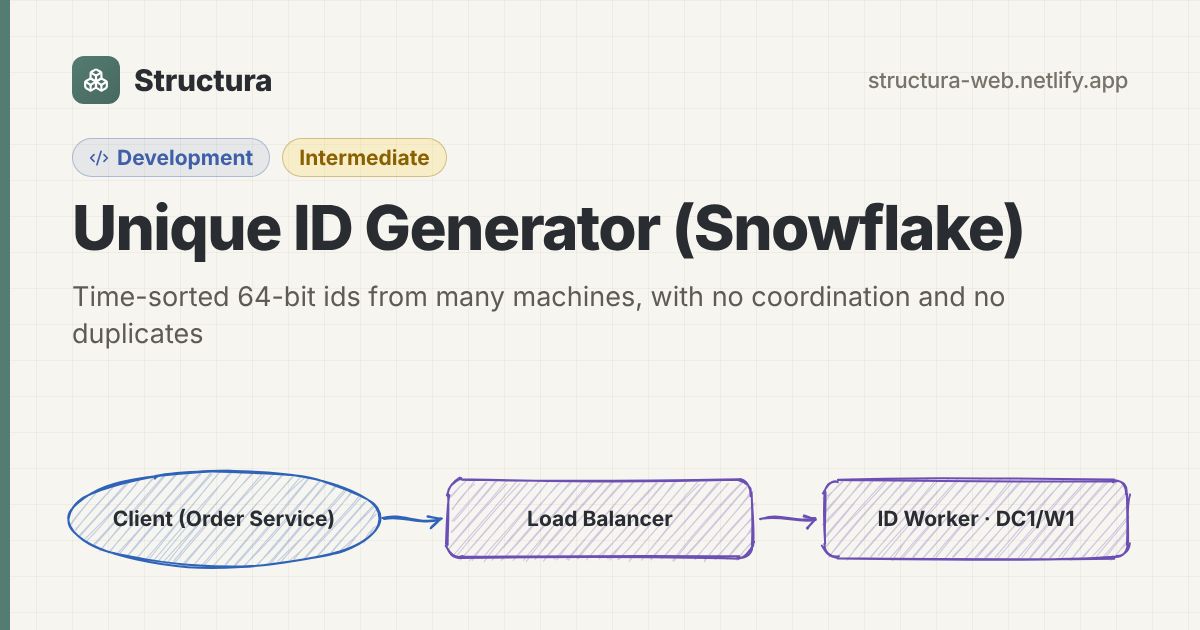 Structura
structura-web.netlify.app
Development
Intermediate
Unique ID Generator (Snowflake)
Time-sorted 64-bit ids from many machines, with no coordination and no
duplicates
Client (Order Service)
Load Balancer
ID Worker · DC1/W1